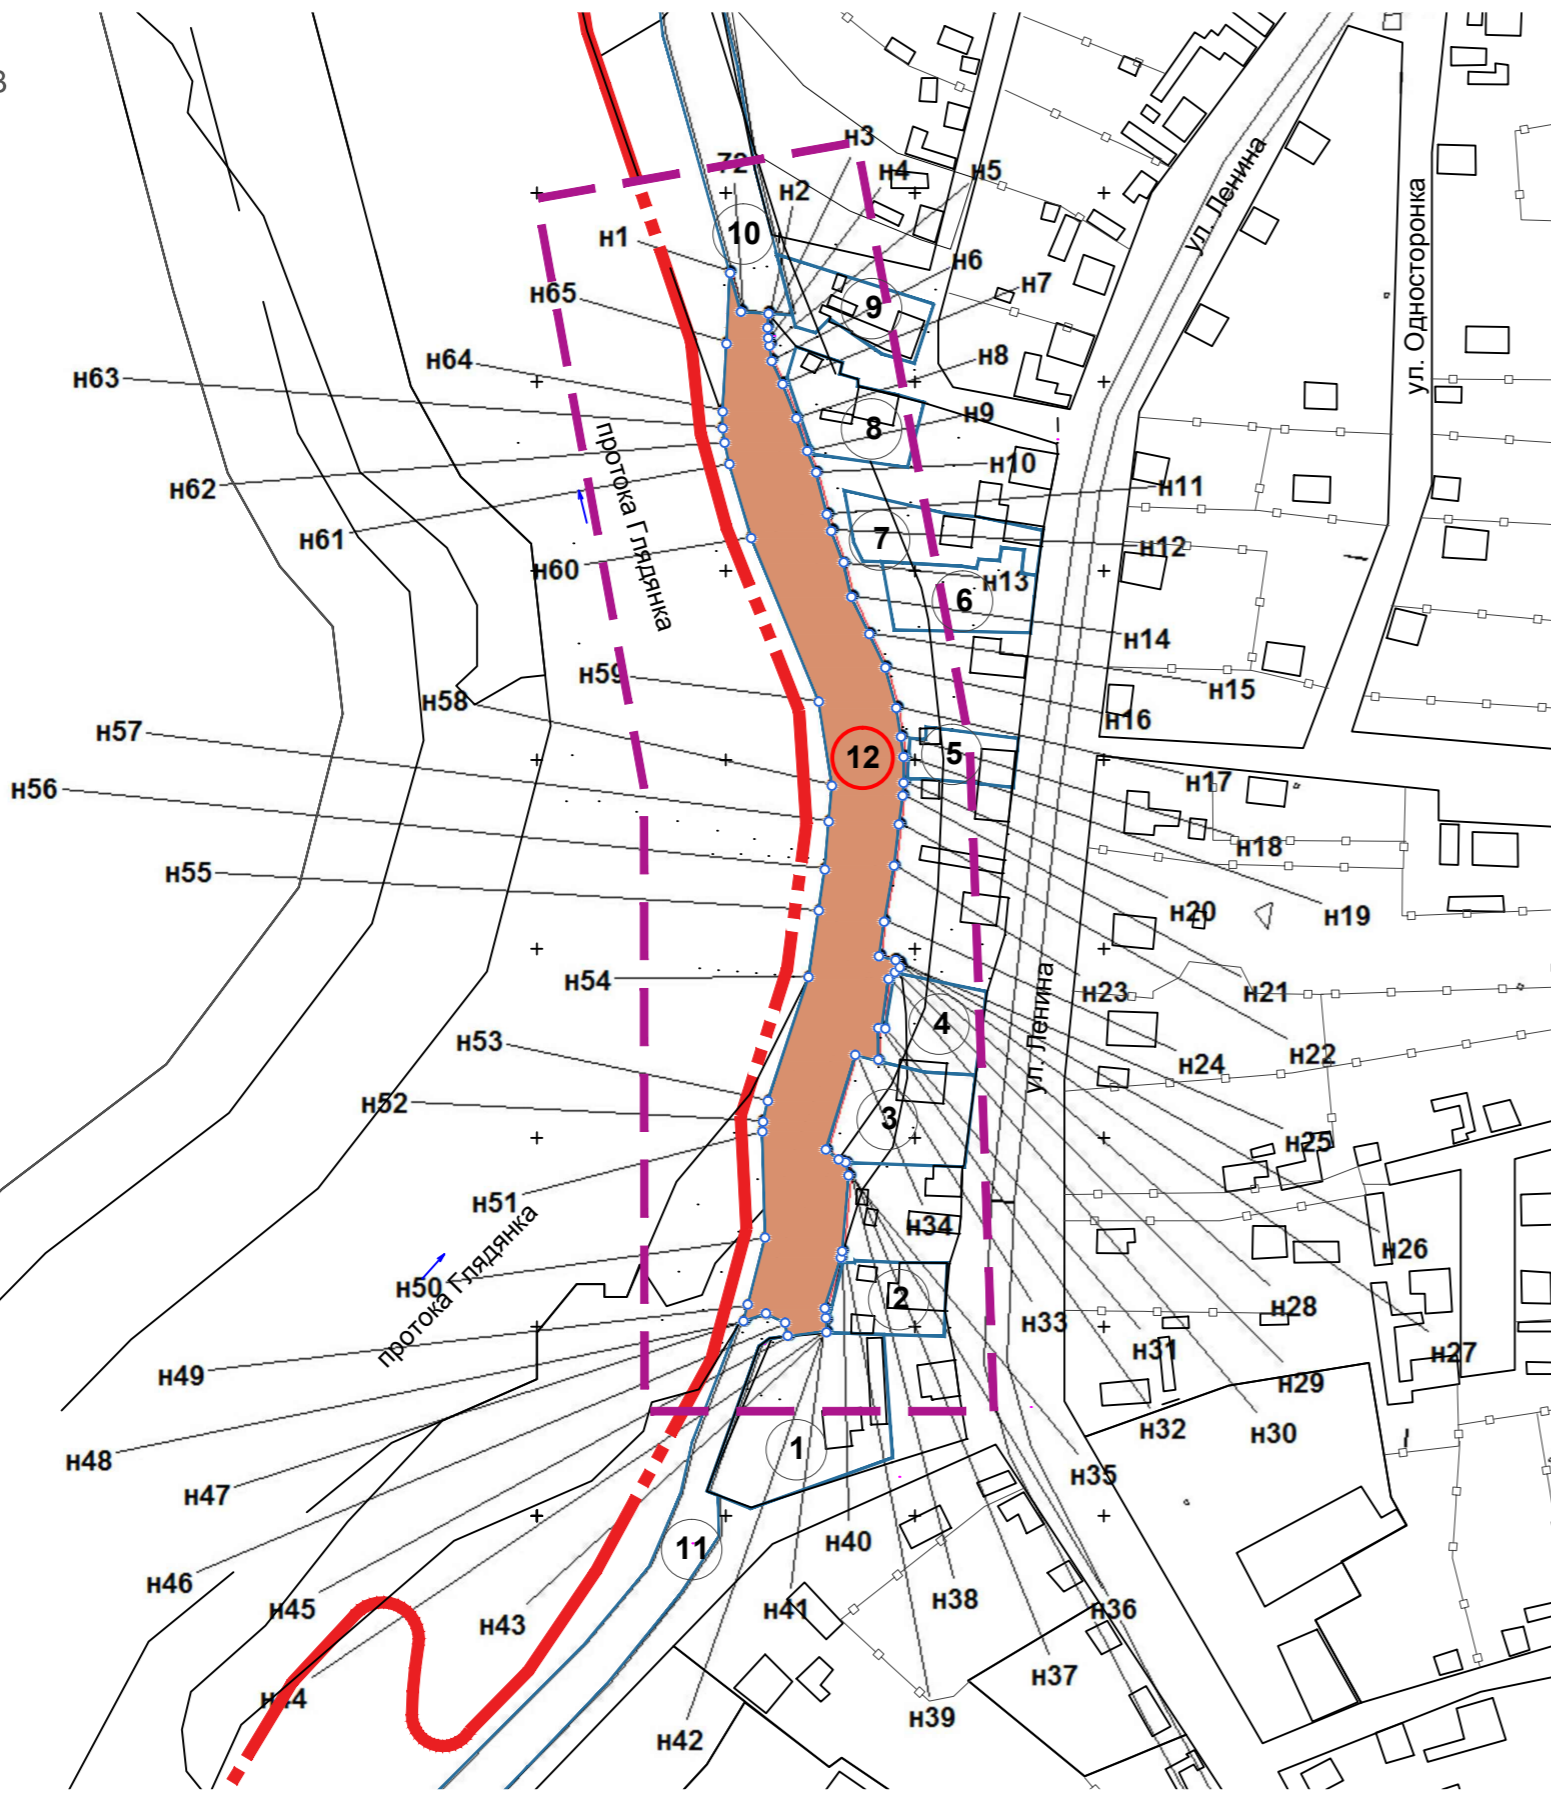 3
72
н3
н4
н5
н2
н1
10
н6
н7
н65
9
н64
н8
н63
8
н9
н62
н10
н11
н61
7
н12
н60
н13
6
н14
н59
н15
н58
н16
н57
12
5
н17
н56
н18
н55
н20
н19
н54
н23
н21
4
н53
н24
н22
н52
3
н25
н51
н34
н26
н50
2
н28
н33
н31
н27
н49
н29
н32
н30
н48
1
н35
н47
н40
11
н46
н45
н43
н41
н38
н36
н44
н37
н42
н39
протока Глядянка
протока Глядянка
ул. Ленина
ул. Ленина
ул. Односторонка